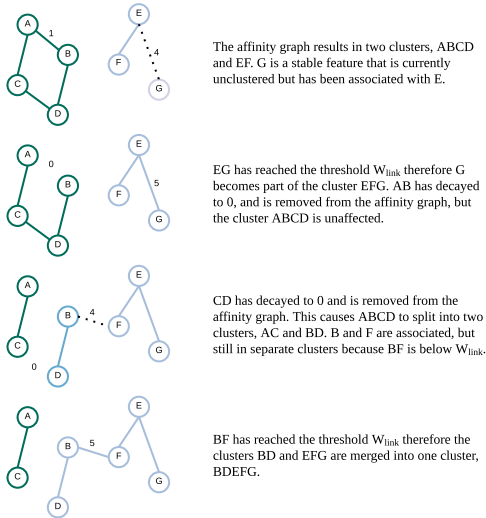 A
1
B
C
D
E
F
4
G
The affinity graph results in two clusters, ABCD
and EF. G is a stable feature that is currently
unclustered but has been associated with E.
A
0
B
C
D
E
F
5
G
EG has reached the threshold Wlink therefore G
becomes part of the cluster EFG. AB has decayed
to 0, and is removed from the affinity graph, but
the cluster ABCD is unaffected.
A
C
0
B
4
D
E
F
G
CD has decayed to 0 and is removed from the
affinity graph. This causes ABCD to split into two
clusters, AC and BD. B and F are associated, but
still in separate clusters because BF is below Wlink.
A
C
B
5
D
E
F
G
BF has reached the threshold Wlink therefore the
clusters BD and EFG are merged into one cluster,
BDEFG.